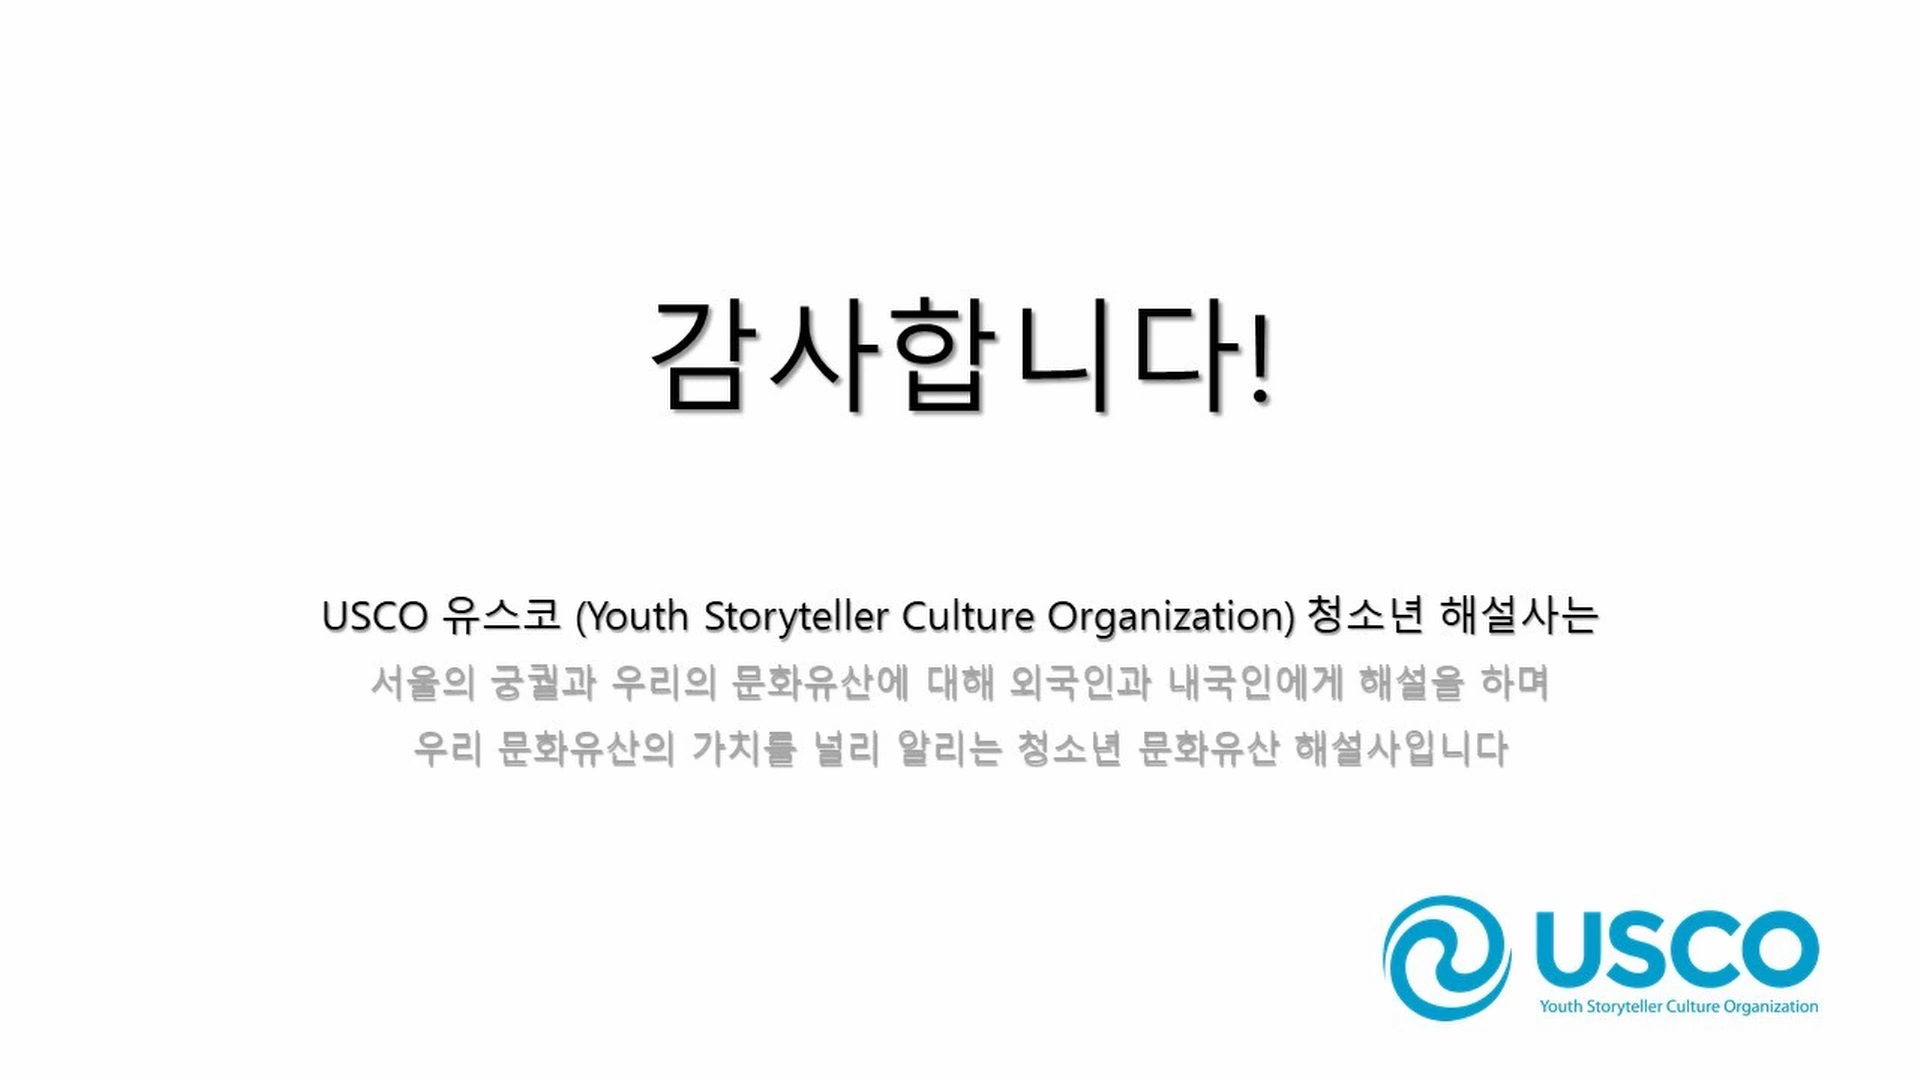 감사합니다!
USCO 유스코 (Youth Storyteller Culture Organization) 청소년 해설사는
서울의 궁궐과 우리의 문화유산에 대해 외국인과 내국인에게 해설을 하며
우리 문화유산의 가치를 널리 알리는 청소년 문화유산 해설사입니다
USCO
Youth Storyteller Culture Organization